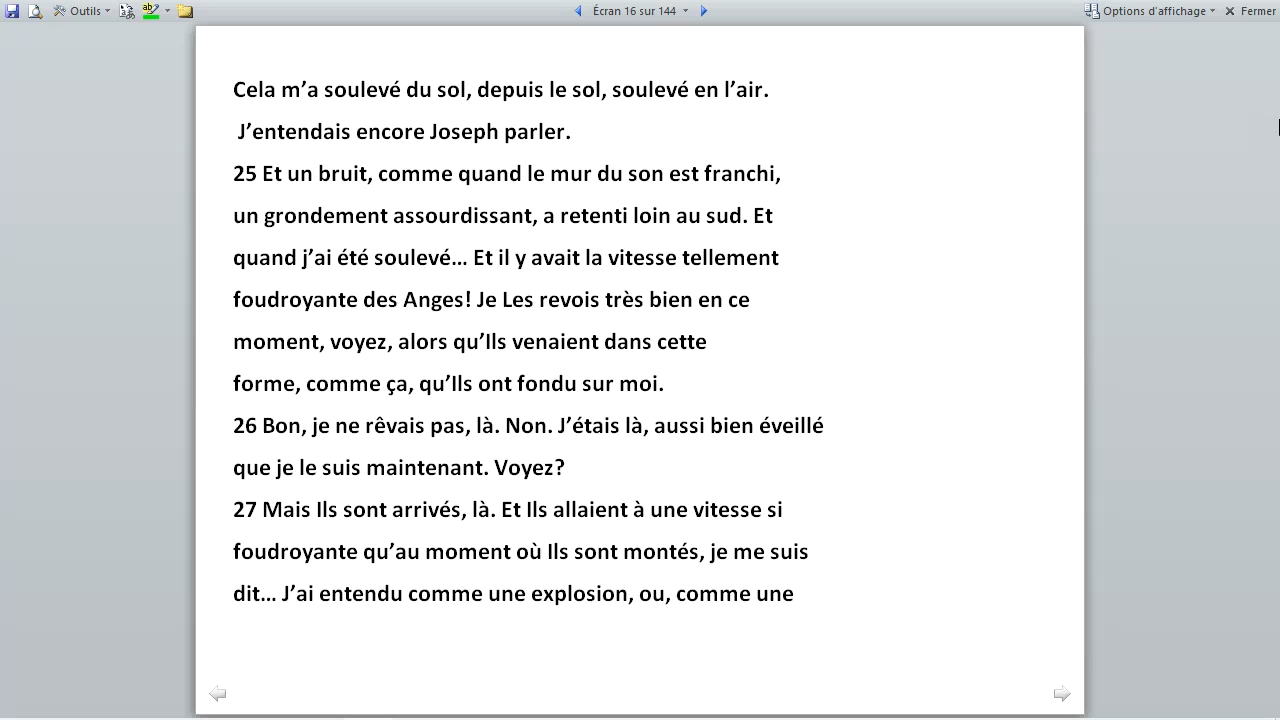 Outils
Écran 16 sur 144
Options d'affichage
Fermer
Cela m’a soulevé du sol, depuis le sol, soulevé en l’air.
J’entendais encore Joseph parler.
25 Et un bruit, comme quand le mur du son est franchi,
un grondement assourdissant, a retenti loin au sud. Et
quand j’ai été soulevé… Et il y avait la vitesse tellement
foudroyante des Anges! Je Les revois très bien en ce
moment, voyez, alors qu’Ils venaient dans cette
forme, comme ça, qu’Ils ont fondu sur moi.
26 Bon, je ne rêvais pas, là. Non. J’étais là, aussi bien éveillé
que je le suis maintenant. Voyez?
27 Mais Ils sont arrivés, là. Et Ils allaient à une vitesse si
foudroyante qu’au moment où Ils sont montés, je me suis
dit… J’ai entendu comme une explosion, ou, comme une